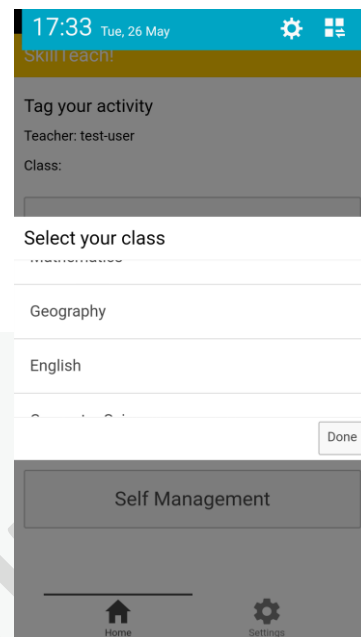 17:33 Tue, 26 May
SkillTeach!
Tag your activity
Teacher: test-user
Class:
Select your class
Mathematics
Geography
English
Done
Self Management
Home
Settings